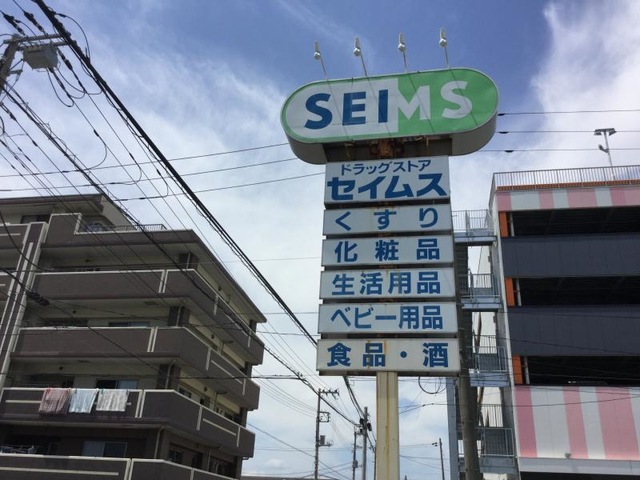 SEIMS
ドラッグストア
セイムス
くすり
化粧品
生活用品
ベビー用品
食品・酒